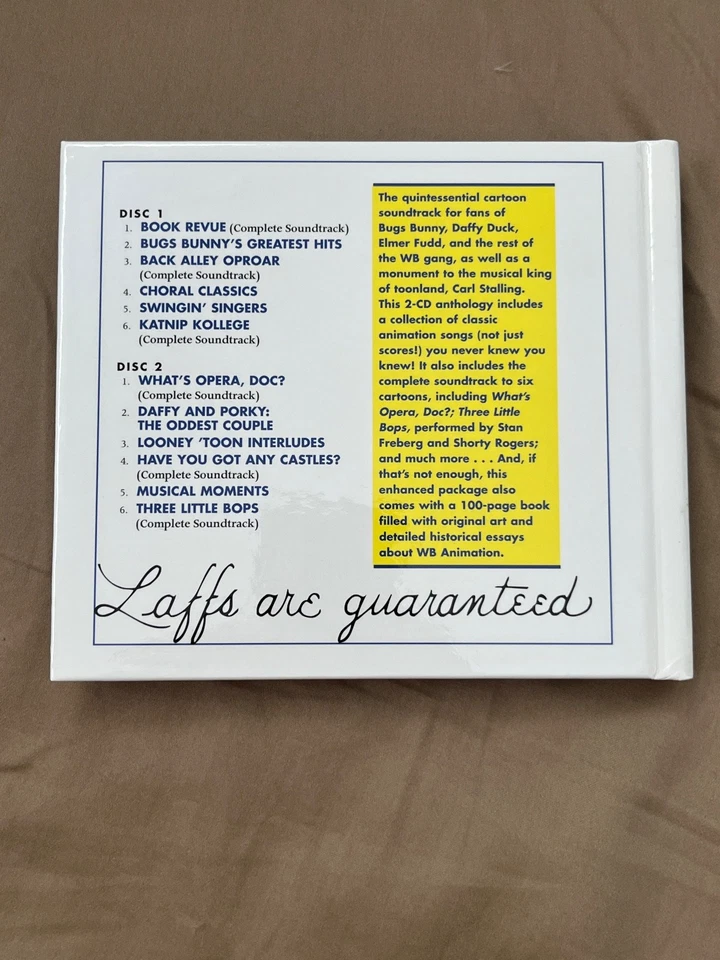 DISC 1
1. BOOK REVUE (Complete Soundtrack)
2. BUGS BUNNY'S GREATEST HITS
3. BACK ALLEY OPROAR
(Complete Soundtrack)
4. CHORAL CLASSICS
5. SWINGIN' SINGERS
6. KATNIP KOLLEGE
(Complete Soundtrack)
DISC 2
1. WHAT'S OPERA, DOC?
(Complete Soundtrack)
2. DAFFY AND PORKY:
THE ODDEST COUPLE
3. LOONEY 'TOON INTERLUDES
4. HAVE YOU GOT ANY CASTLES?
(Complete Soundtrack)
5. MUSICAL MOMENTS
6. THREE LITTLE BOPS
(Complete Soundtrack)
The quintessential cartoon
soundtrack for fans of
Bugs Bunny, Daffy Duck,
Elmer Fudd, and the rest of
the WB gang, as well as a
monument to the musical king
of toonland, Carl Stalling.
This 2-CD anthology includes
a collection of classic
animation songs (not just
scores!) you never knew you
knew! It also includes the
complete soundtrack to six
cartoons, including What's
Opera, Doc?; Three Little
Bops, performed by Stan
Freberg and Shorty Rogers;
and much more . . . And, if
that's not enough, this
enhanced package also
comes with a 100-page book
filled with original art and
detailed historical essays
about WB Animation.
Laffs are guaranteed